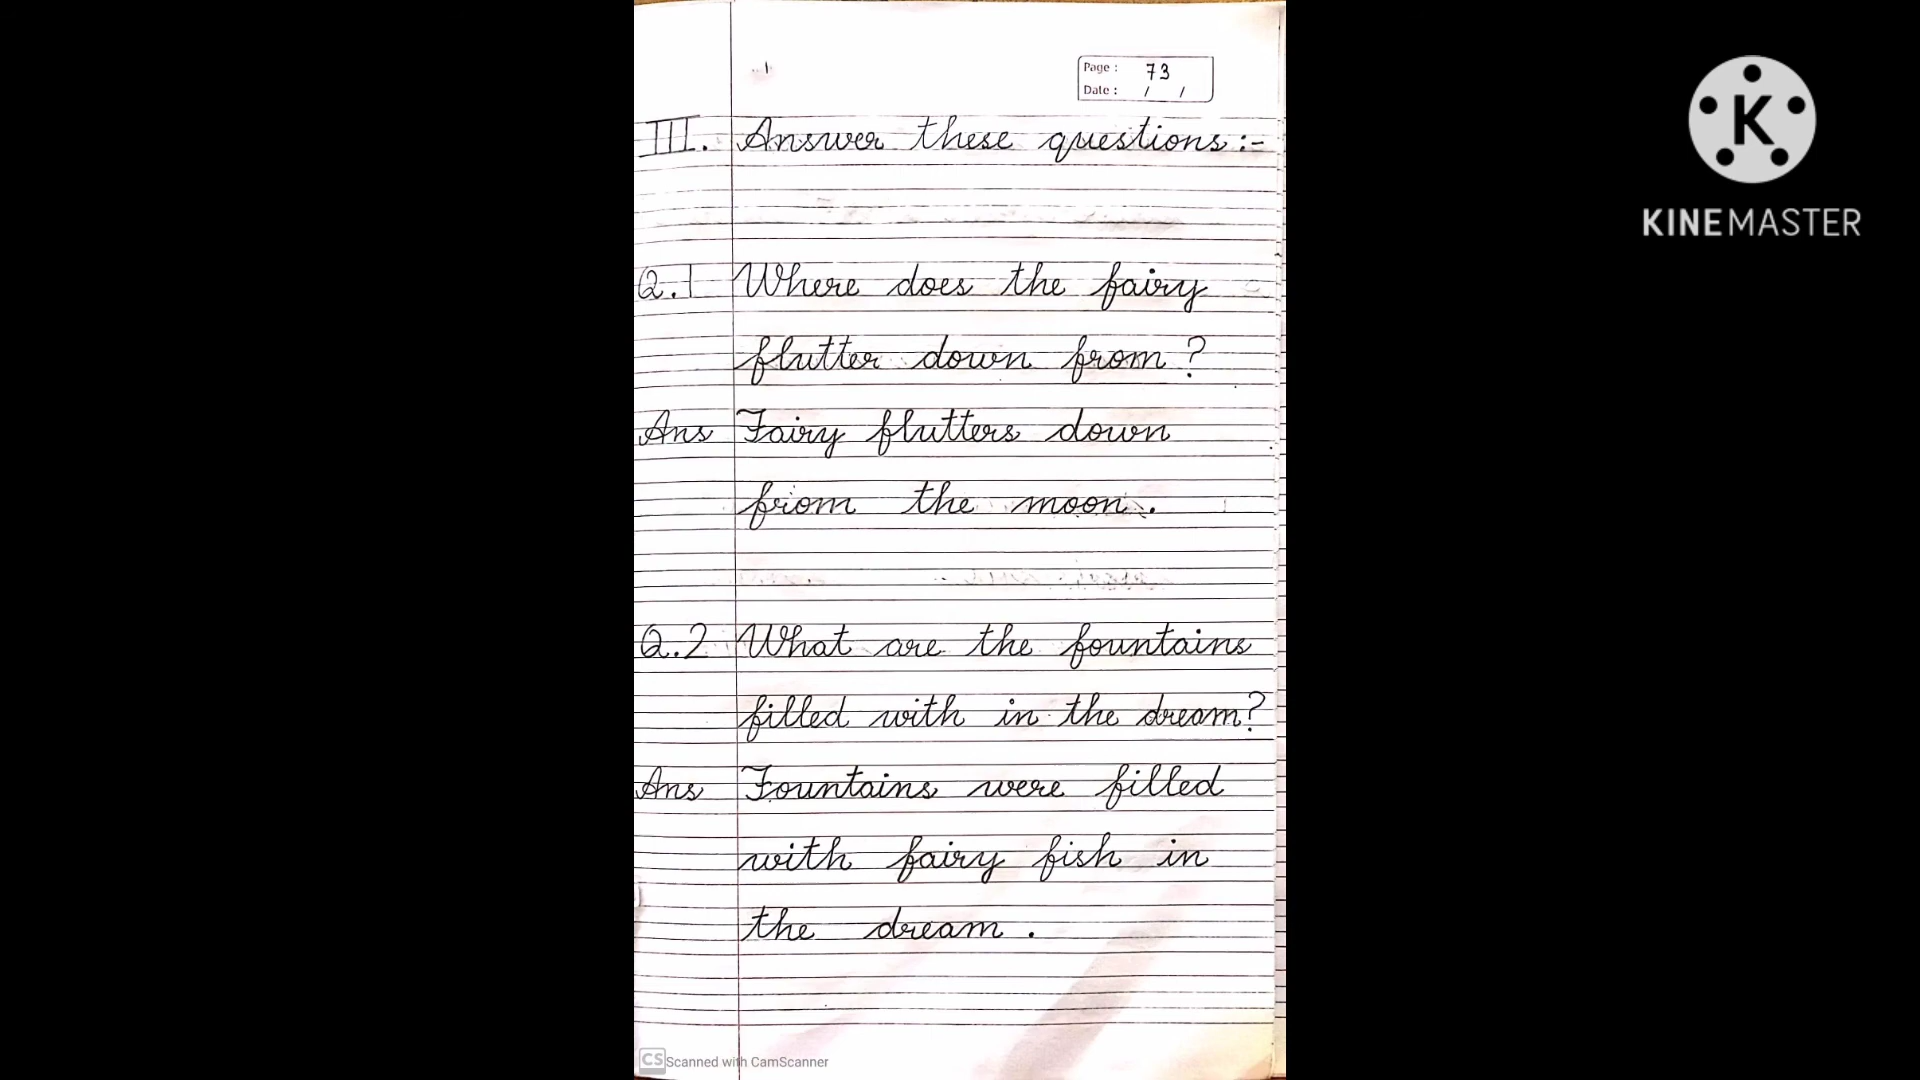 Page : 73
Date : / /
III. Answer these questions:-
Q.1 Where does the fairy
flutter down from?
Ans Fairy flutters down
from the moon.
Q.2 What are the fountains
filled with in the dream?
Ans Fountains were filled
with fairy fish in
the dream.
CS Scanned with CamScanner
K
KINEMASTER